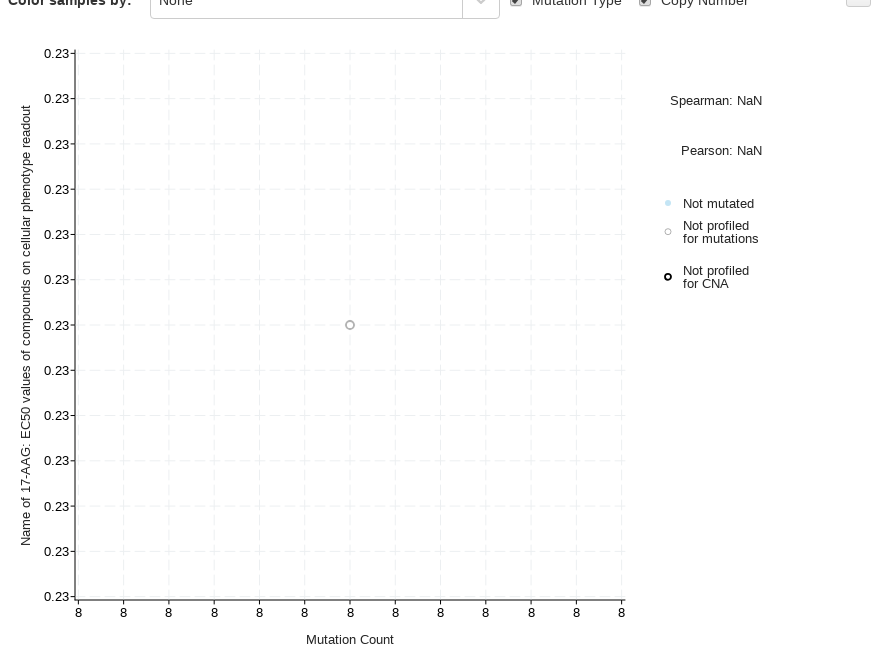 Color samples by:
None
Mutation Type
Copy Number
0.23
0.23
0.23
0.23
0.23
0.23
0.23
0.23
0.23
0.23
0.23
0.23
0.23
Name of 17-AAG: EC50 values of compounds on cellular phenotype readout
8 8 8 8 8 8 8 8 8 8 8 8 8
Mutation Count
Spearman: NaN
Pearson: NaN
Not mutated
Not profiled
for mutations
Not profiled
for CNA